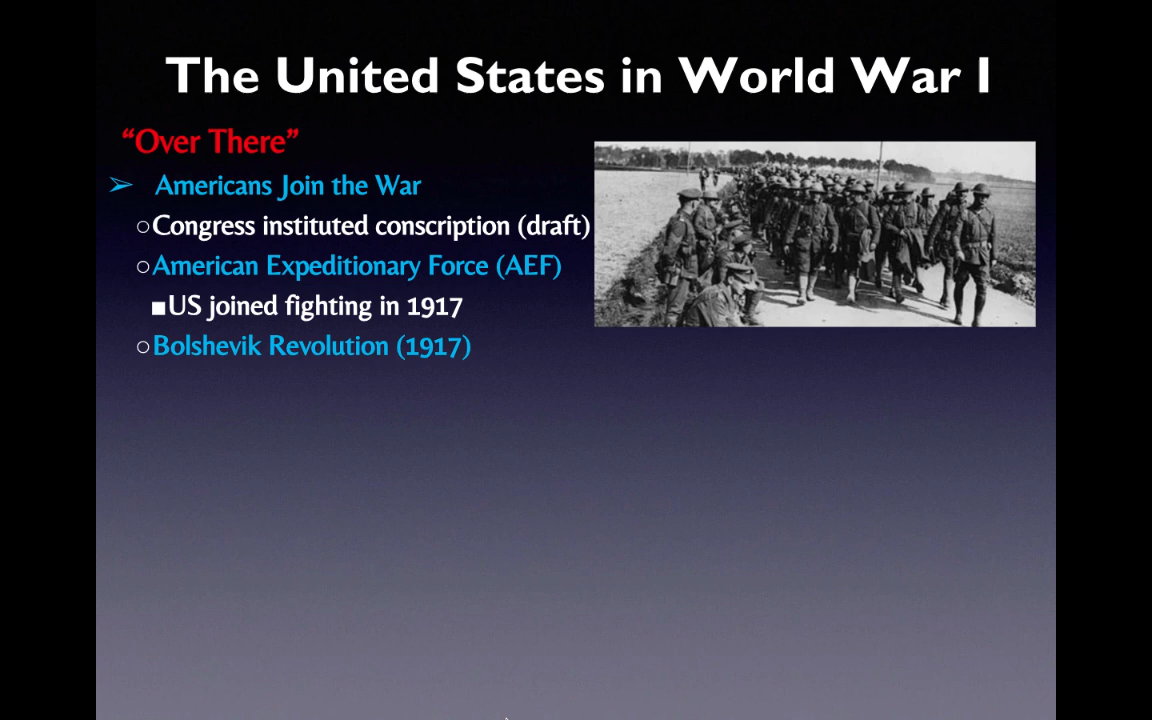 The United States in World War I
“Over There”
➢ Americans Join the War
○Congress instituted conscription (draft)
○American Expeditionary Force (AEF)
■US joined fighting in 1917
○Bolshevik Revolution (1917)